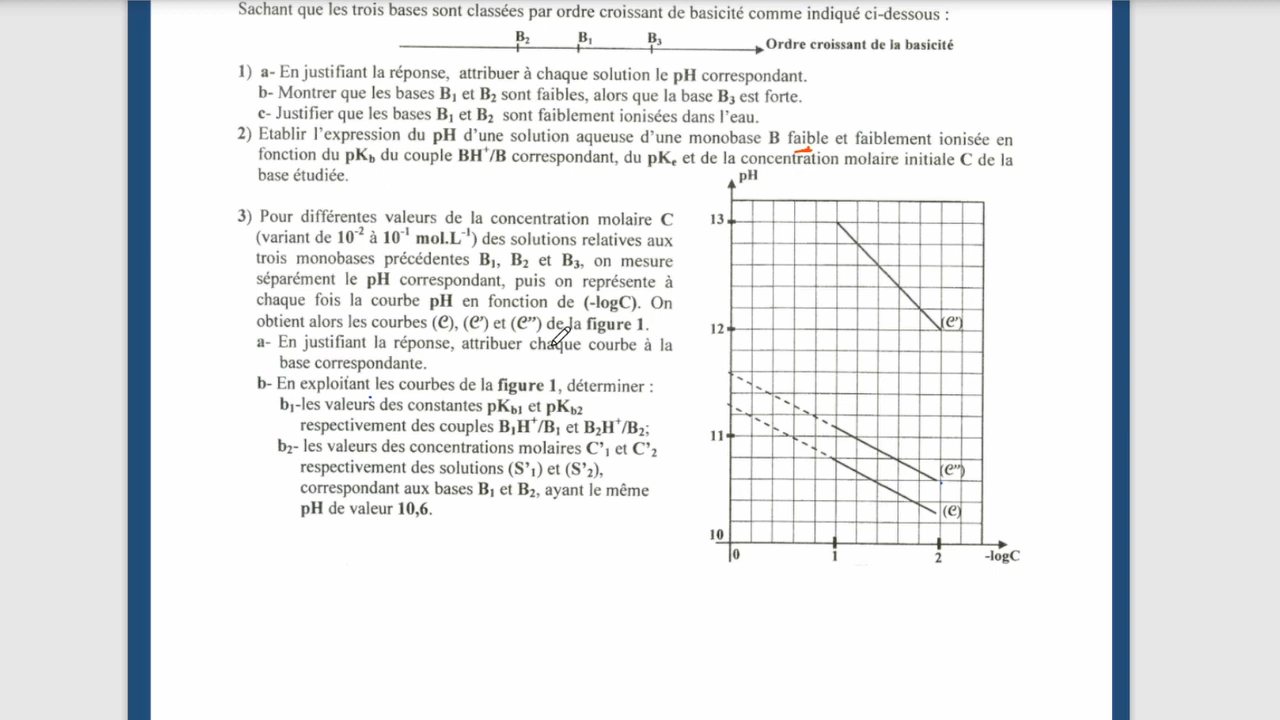 Sachant que les trois bases sont classées par ordre croissant de basicité comme indiqué ci-dessous :
B₂ B₁ B₃
Ordre croissant de la basicité
1) a- En justifiant la réponse, attribuer à chaque solution le pH correspondant.
b- Montrer que les bases B₁ et B₂ sont faibles, alors que la base B₃ est forte.
c- Justifier que les bases B₁ et B₂ sont faiblement ionisées dans l'eau.
2) Etablir l'expression du pH d'une solution aqueuse d'une monobase B faible et faiblement ionisée en
fonction du pK_b du couple BH⁺/B correspondant, du pK_e et de la concentration molaire initiale C de la
base étudiée.
3) Pour différentes valeurs de la concentration molaire C
(variant de 10⁻² à 10⁻¹ mol.L⁻¹) des solutions relatives aux
trois monobases précédentes B₁, B₂ et B₃, on mesure
séparément le pH correspondant, puis on représente à
chaque fois la courbe pH en fonction de (-logC). On
obtient alors les courbes (C), (C') et (C'') de la figure 1.
a- En justifiant la réponse, attribuer chaque courbe à la
base correspondante.
b- En exploitant les courbes de la figure 1, déterminer :
b₁-les valeurs des constantes pK_b1 et pK_b2
respectivement des couples B₁H⁺/B₁ et B₂H⁺/B₂;
b₂- les valeurs des concentrations molaires C'₁ et C'₂
respectivement des solutions (S'₁) et (S'₂),
correspondant aux bases B₁ et B₂, ayant le même
pH de valeur 10,6.
pH
13
(C')
12
11
(C'')
(C)
10
0 1 2 -logC